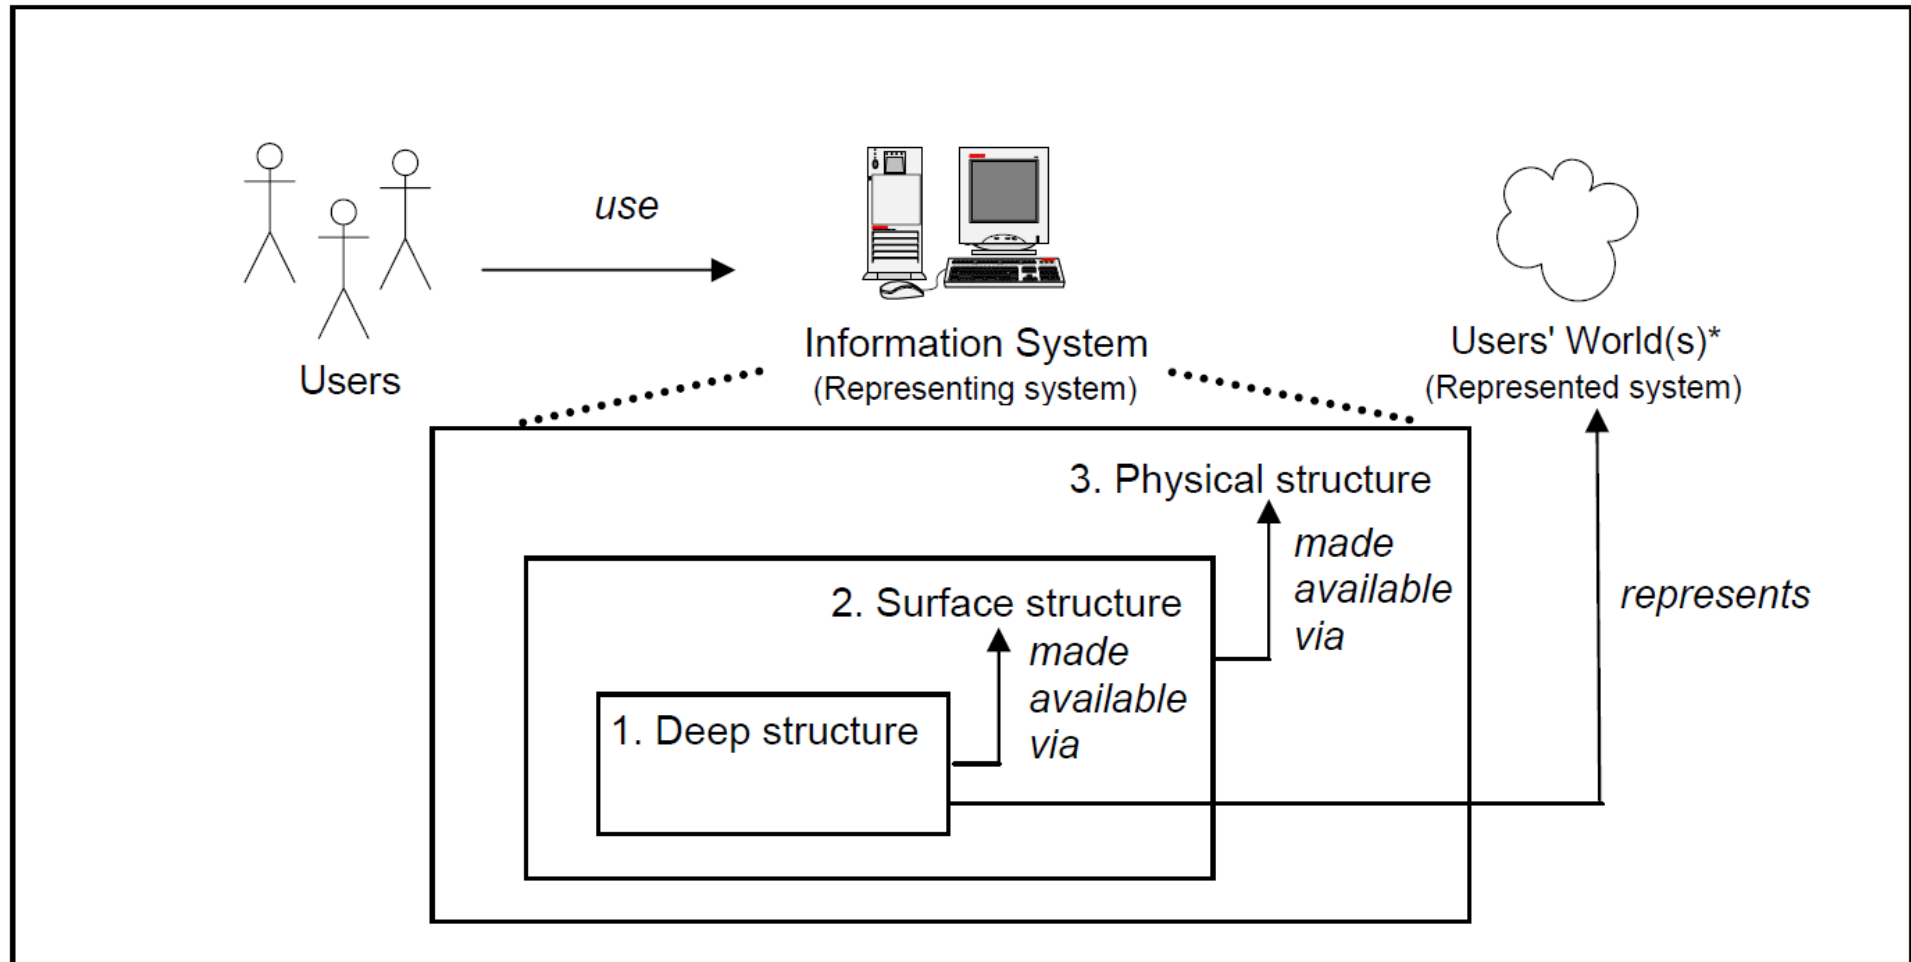 use
Users
Information System
(Representing system)
Users' World(s)*
(Represented system)
3. Physical structure
made
available
via
represents
2. Surface structure
made
available
via
1. Deep structure